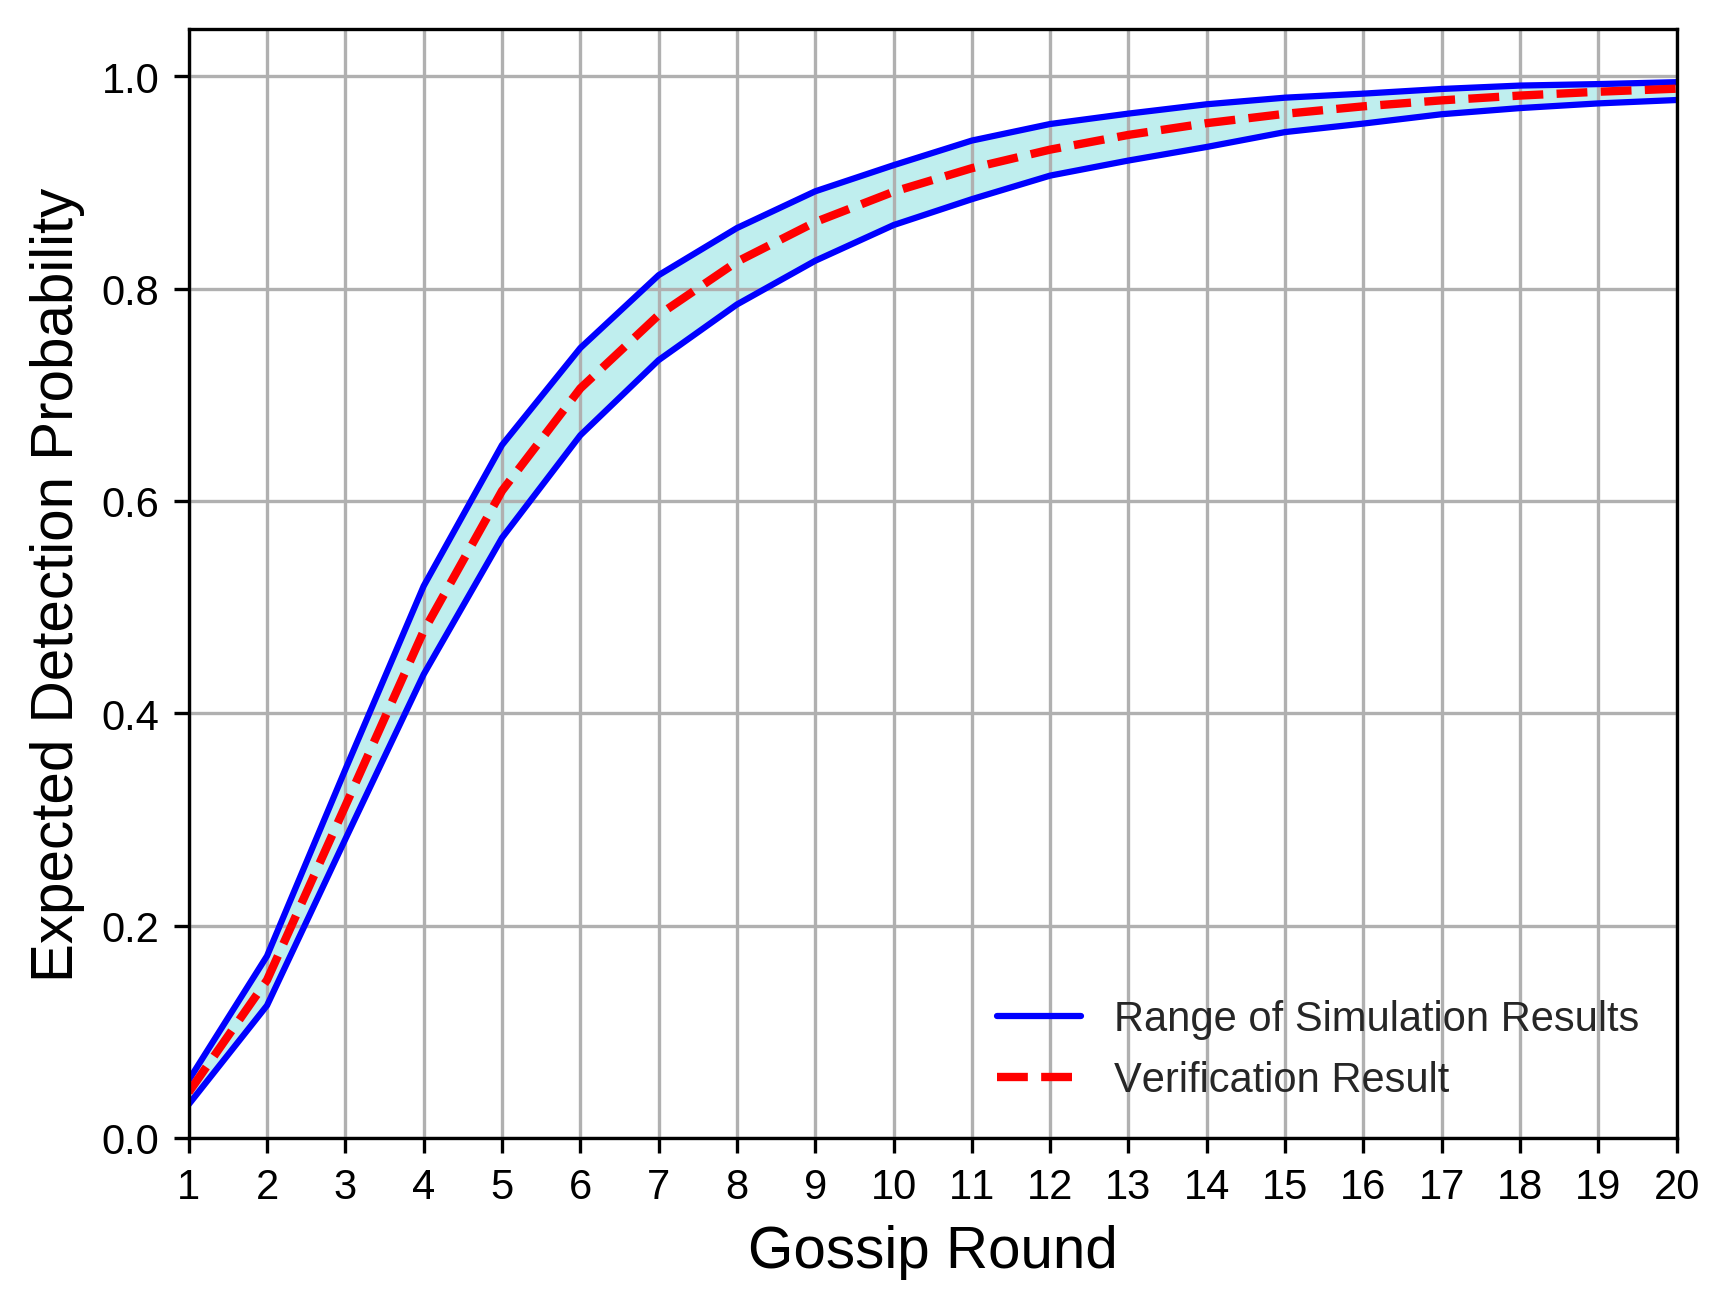 Expected Detection Probability
1.0
0.8
0.6
0.4
0.2
0.0
Range of Simulation Results
Verification Result
1 2 3 4 5 6 7 8 9 10 11 12 13 14 15 16 17 18 19 20
Gossip Round